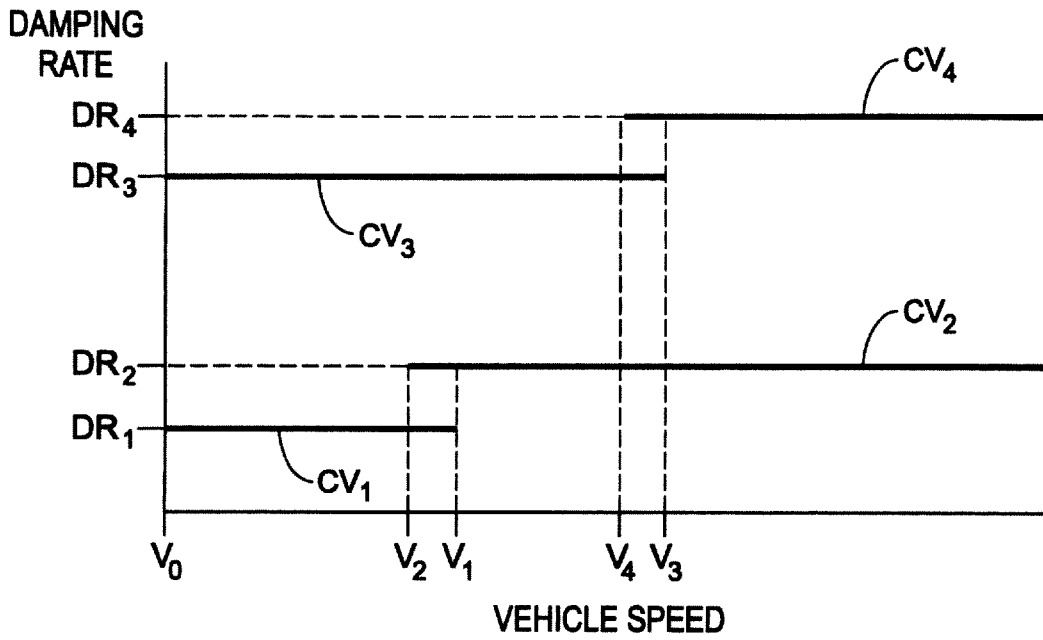 DAMPING
RATE
CV₄
DR₄
DR₃
CV₃
CV₂
DR₂
DR₁
CV₁
V₀ V₂ V₁ V₄ V₃
VEHICLE SPEED